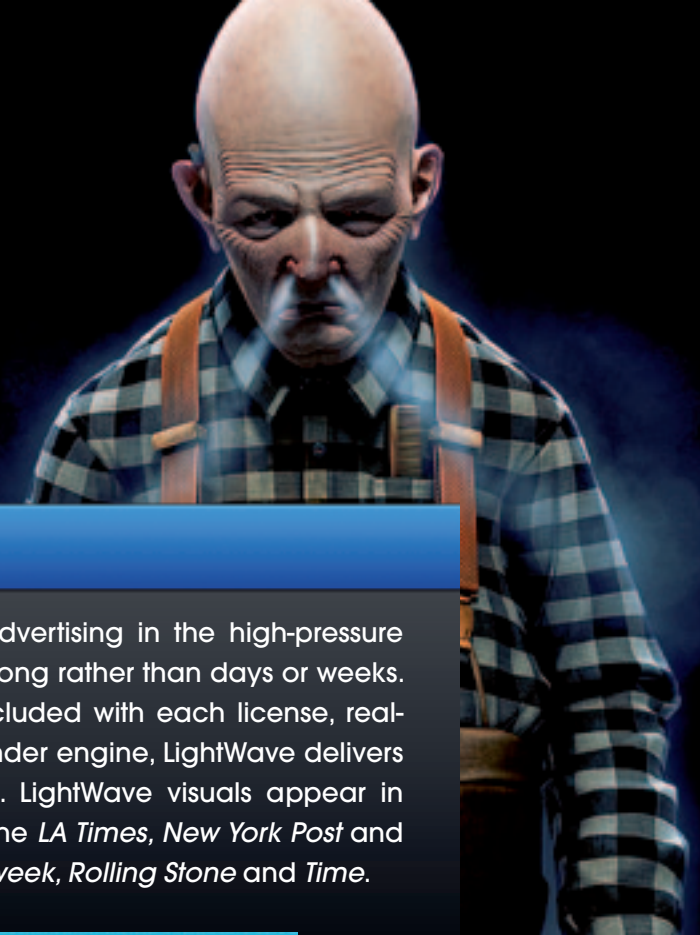 dvertising in the high-pressure
ong rather than days or weeks.
cluded with each license, real-
nder engine, LightWave delivers
. LightWave visuals appear in
ne LA Times, New York Post and
week, Rolling Stone and Time.